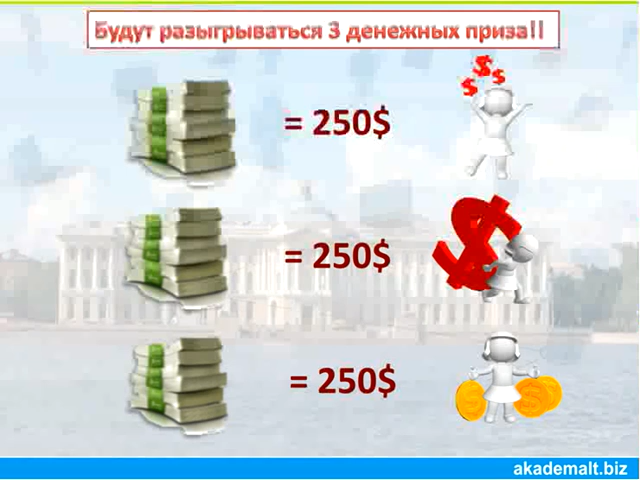 Будут разыгрываться 3 денежных приза!!
= 250$
= 250$
= 250$
akademalt.biz